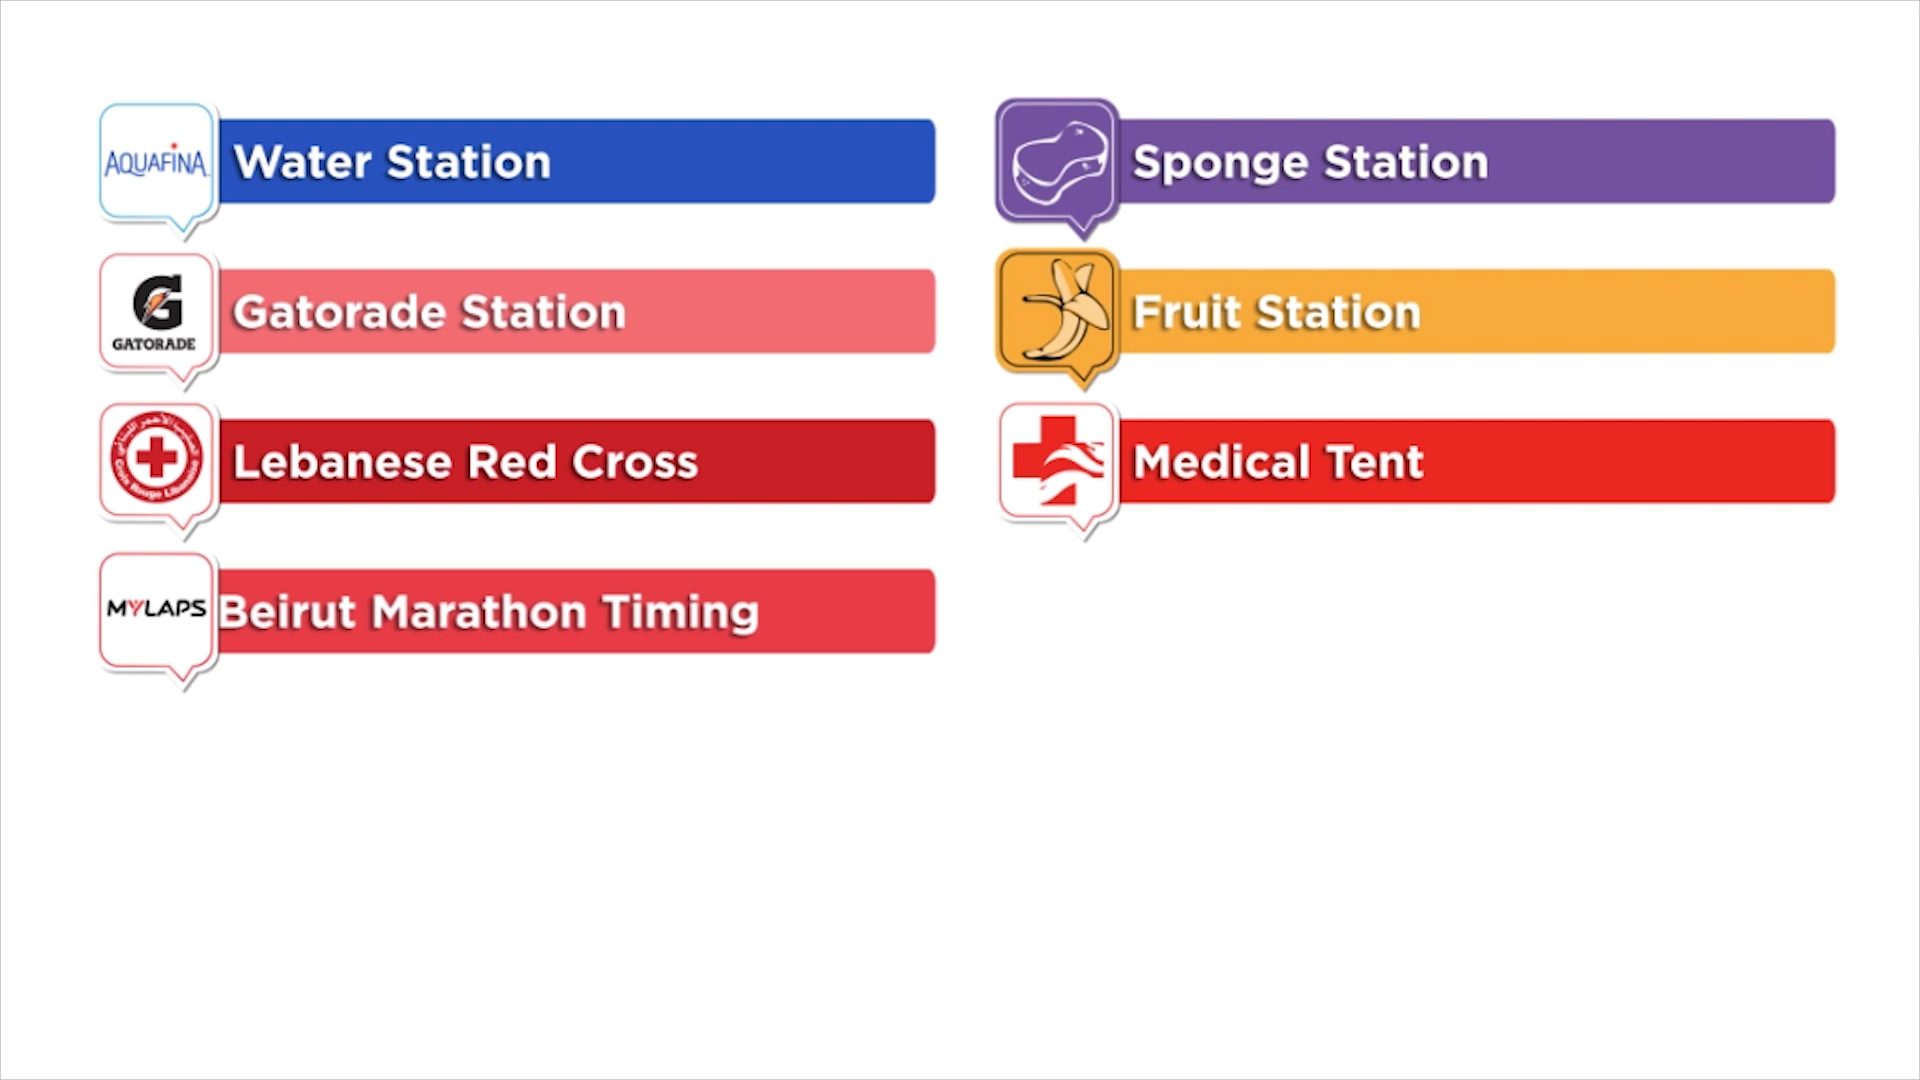 AQUAFINA
Water Station
G
GATORADE
Gatorade Station
Lebanese Red Cross
MYLAPS
Beirut Marathon Timing
Sponge Station
Fruit Station
Medical Tent